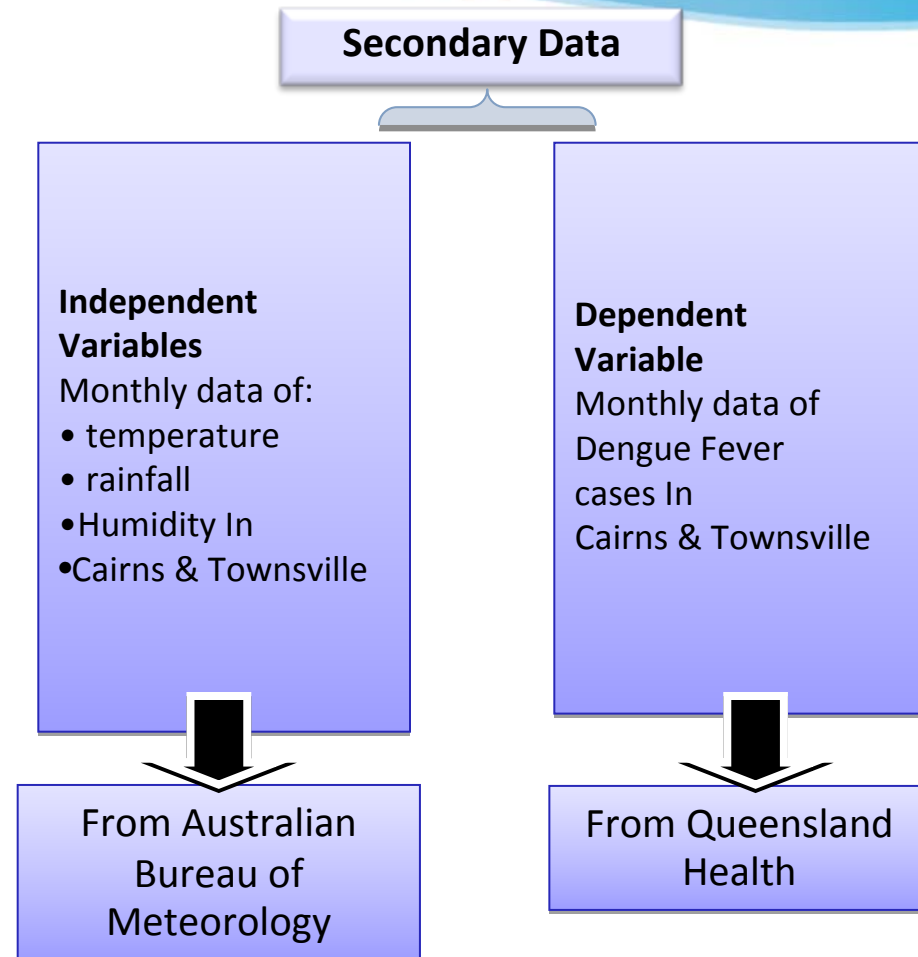 Secondary Data
Independent
Variables
Monthly data of:
• temperature
• rainfall
•Humidity In
•Cairns & Townsville
From Australian
Bureau of
Meteorology
Dependent
Variable
Monthly data of
Dengue Fever
cases In
Cairns & Townsville
From Queensland
Health